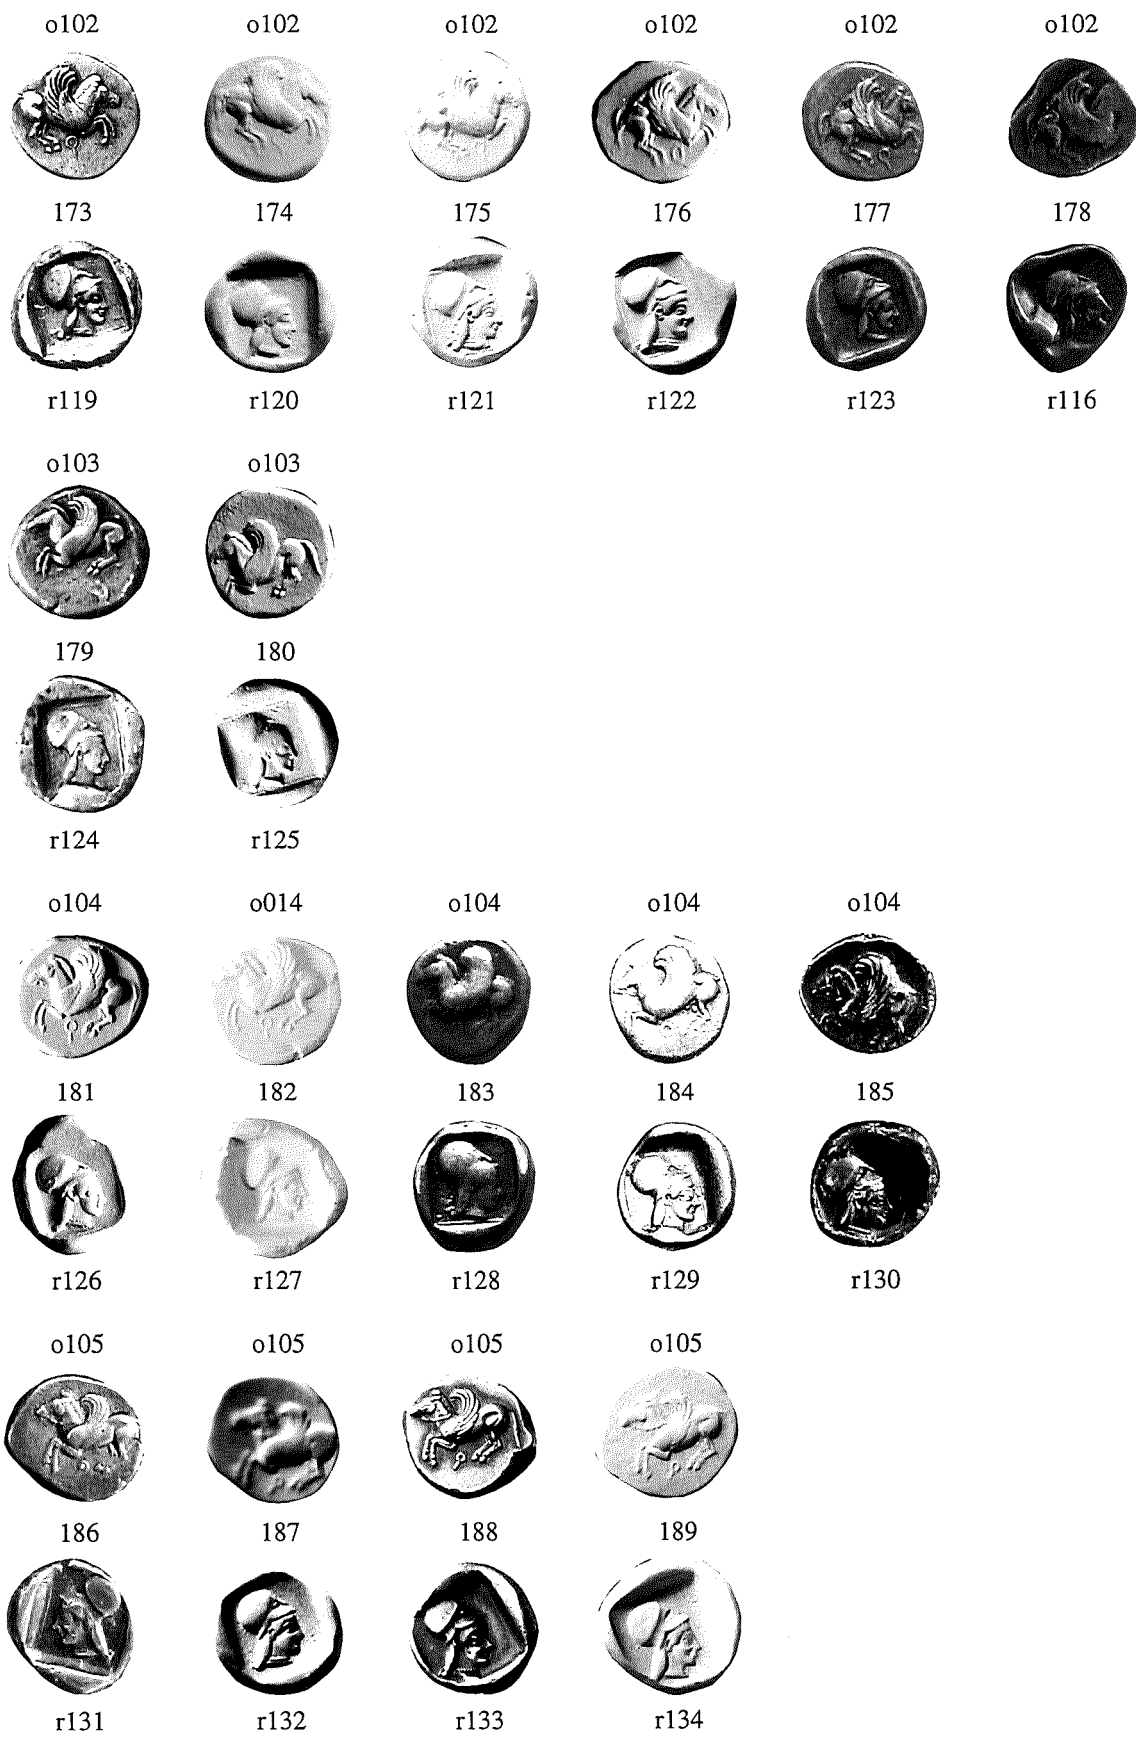 o102 o102 o102 o102 o102 o102
173 174 175 176 177 178
r119 r120 r121 r122 r123 r116
o103 o103
179 180
r124 r125
o104 o014 o104 o104 o104
181 182 183 184 185
r126 r127 r128 r129 r130
o105 o105 o105 o105
186 187 188 189
r131 r132 r133 r134